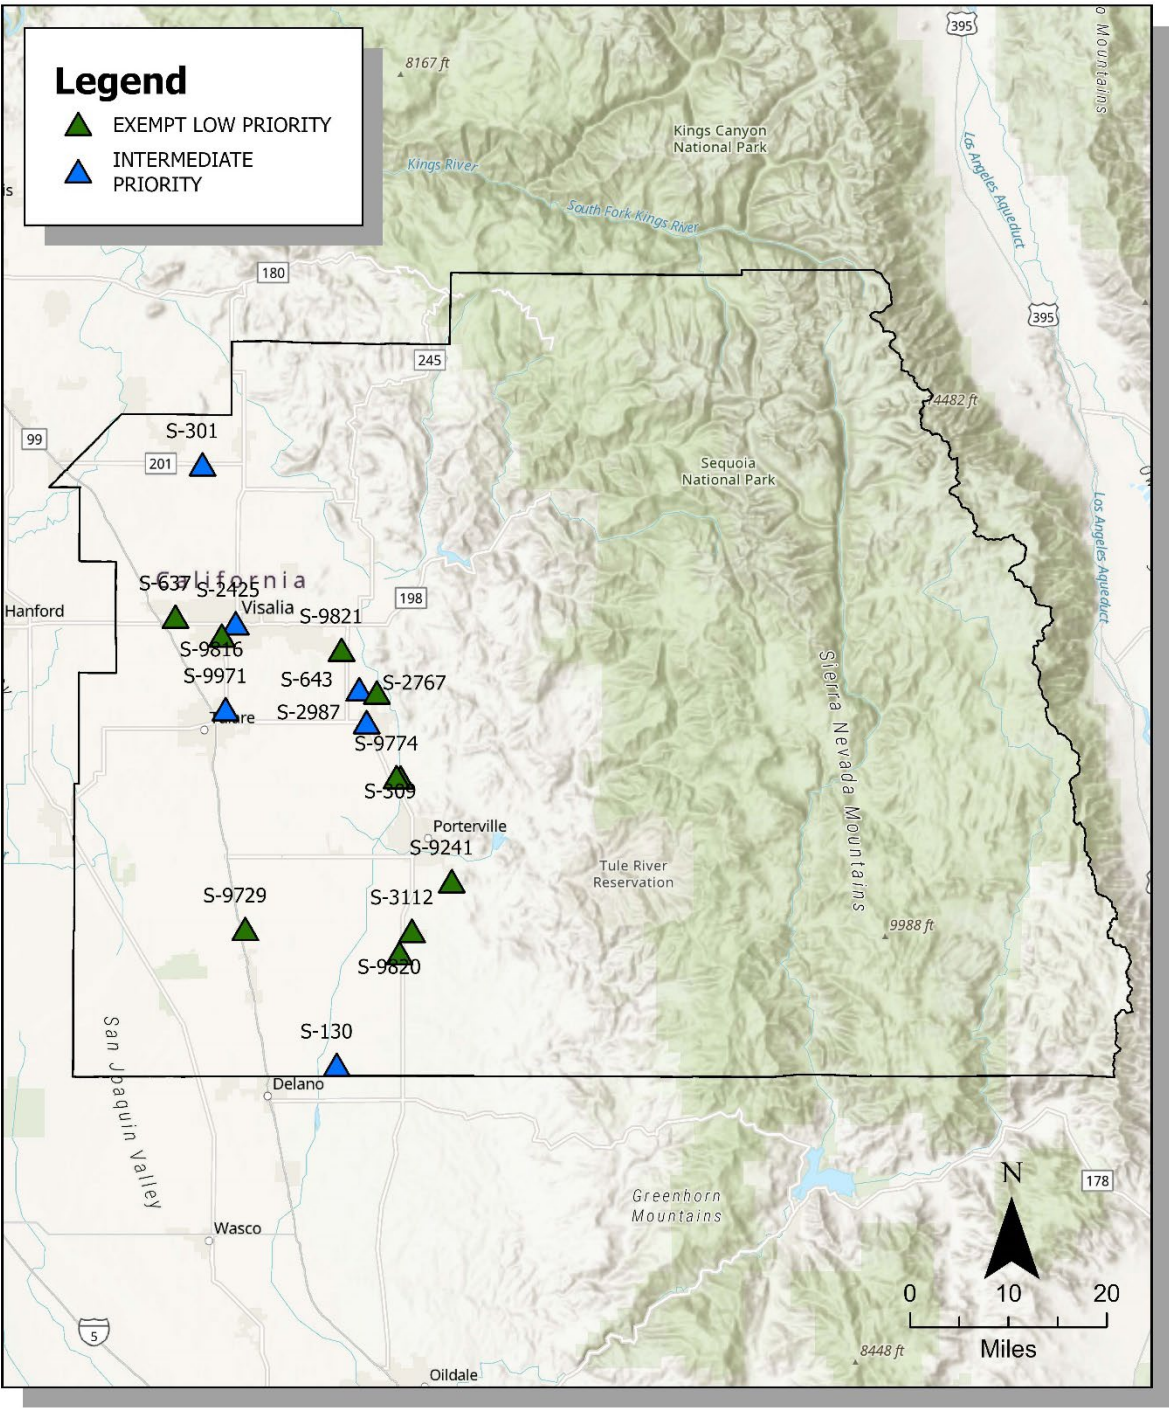 Legend
EXEMPT LOW PRIORITY
INTERMEDIATE
PRIORITY
8167 ft
395
o Mountains
Kings Canyon
National Park
Kings River
South Fork Kings River
Los Angeles Aqueduct
is
180
395
245
14482 ft
99
S-301
201
Sequoia
National Park
Los Angeles Aqueduct
California
S-637
S-2425
198
Hanford
Visalia
S-9821
S-9816
S-9971
S-643
S-2767
Tulare
S-2987
S-9774
S-309
Sierra Nevada Mountains
Porterville
S-9241
Tule River
Reservation
S-9729
S-3112
9988 ft
S-9820
San Joaquin Valley
S-130
Delano
N
178
Greenhorn
Mountains
Wasco
0 10 20
Miles
5
8448 ft
Oildale